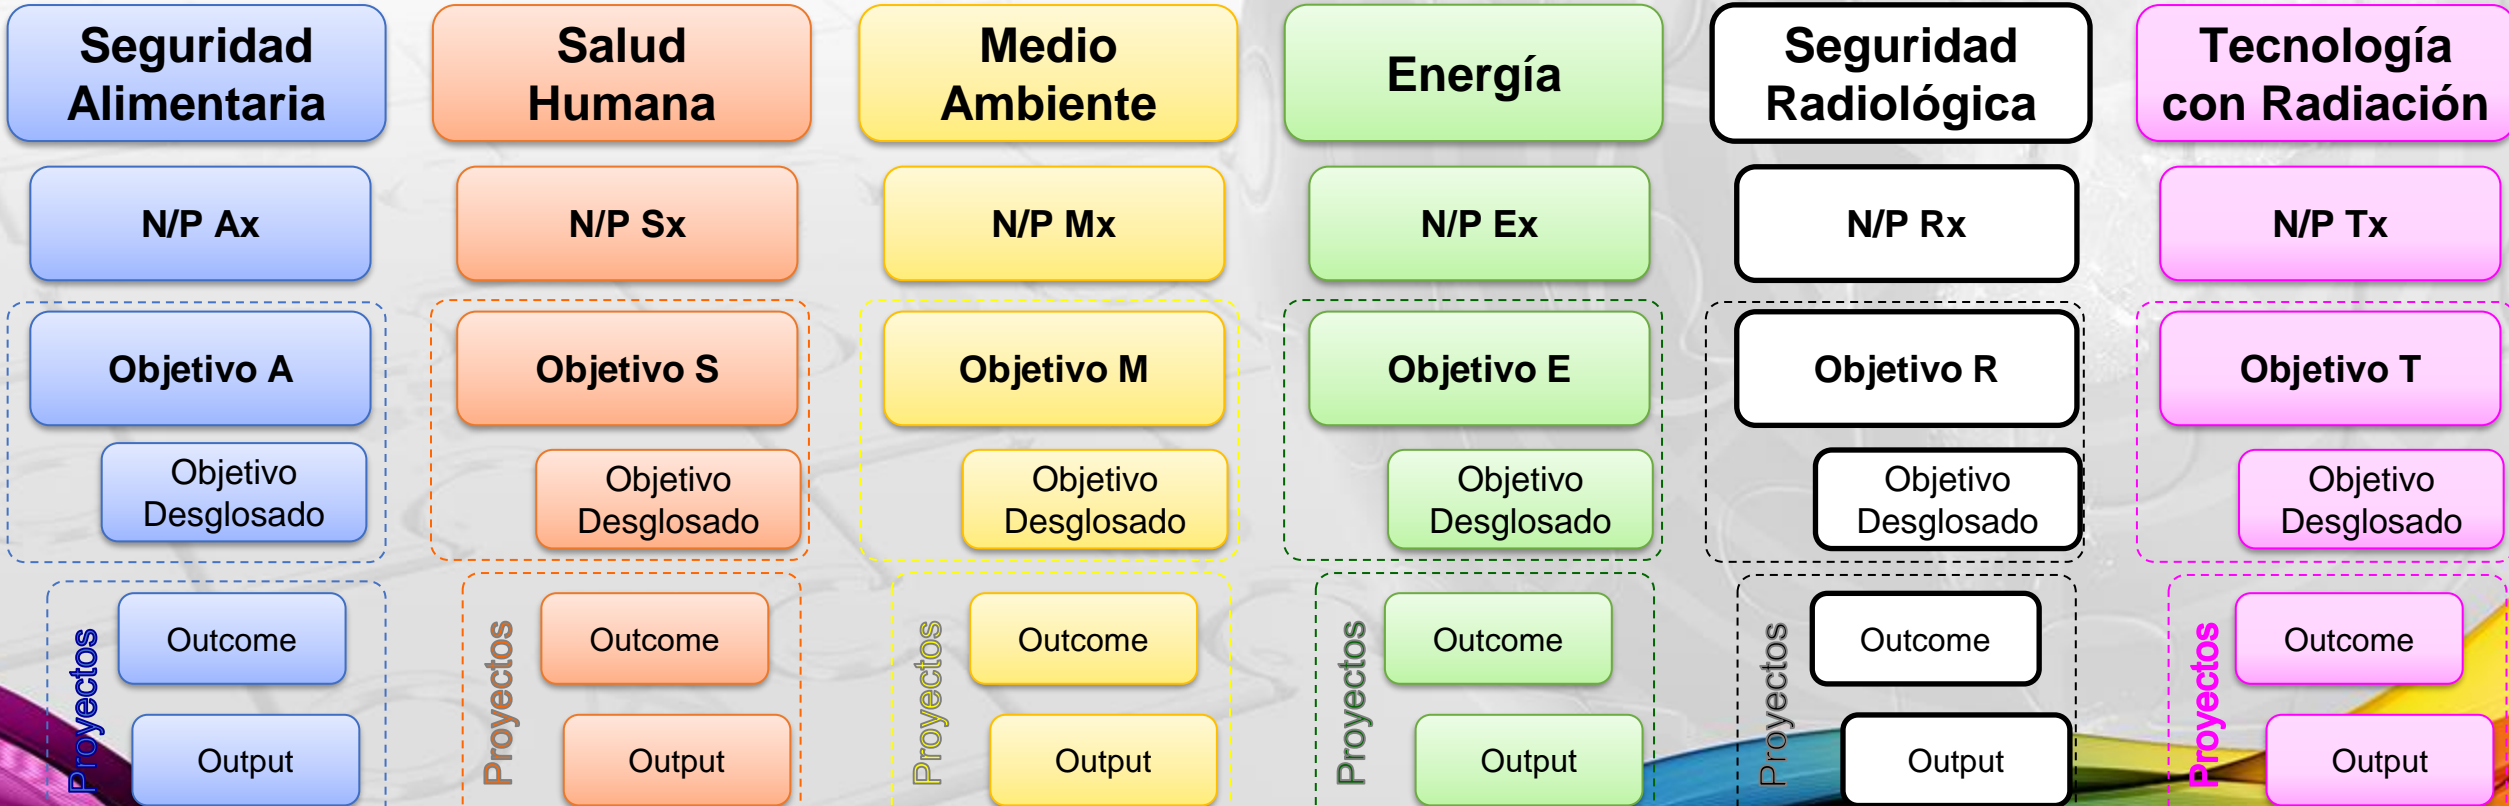 Seguridad
Alimentaria
Salud
Humana
Medio
Ambiente
Energía
Seguridad
Radiológica
Tecnología
con Radiación
N/P Ax
N/P Sx
N/P Mx
N/P Ex
N/P Rx
N/P Tx
Objetivo A
Objetivo S
Objetivo M
Objetivo E
Objetivo R
Objetivo T
Objetivo
Desglosado
Objetivo
Desglosado
Objetivo
Desglosado
Objetivo
Desglosado
Objetivo
Desglosado
Objetivo
Desglosado
Proyectos
Outcome
Output
Proyectos
Outcome
Output
Proyectos
Outcome
Output
Proyectos
Outcome
Output
Proyectos
Outcome
Output
Proyectos
Outcome
Output